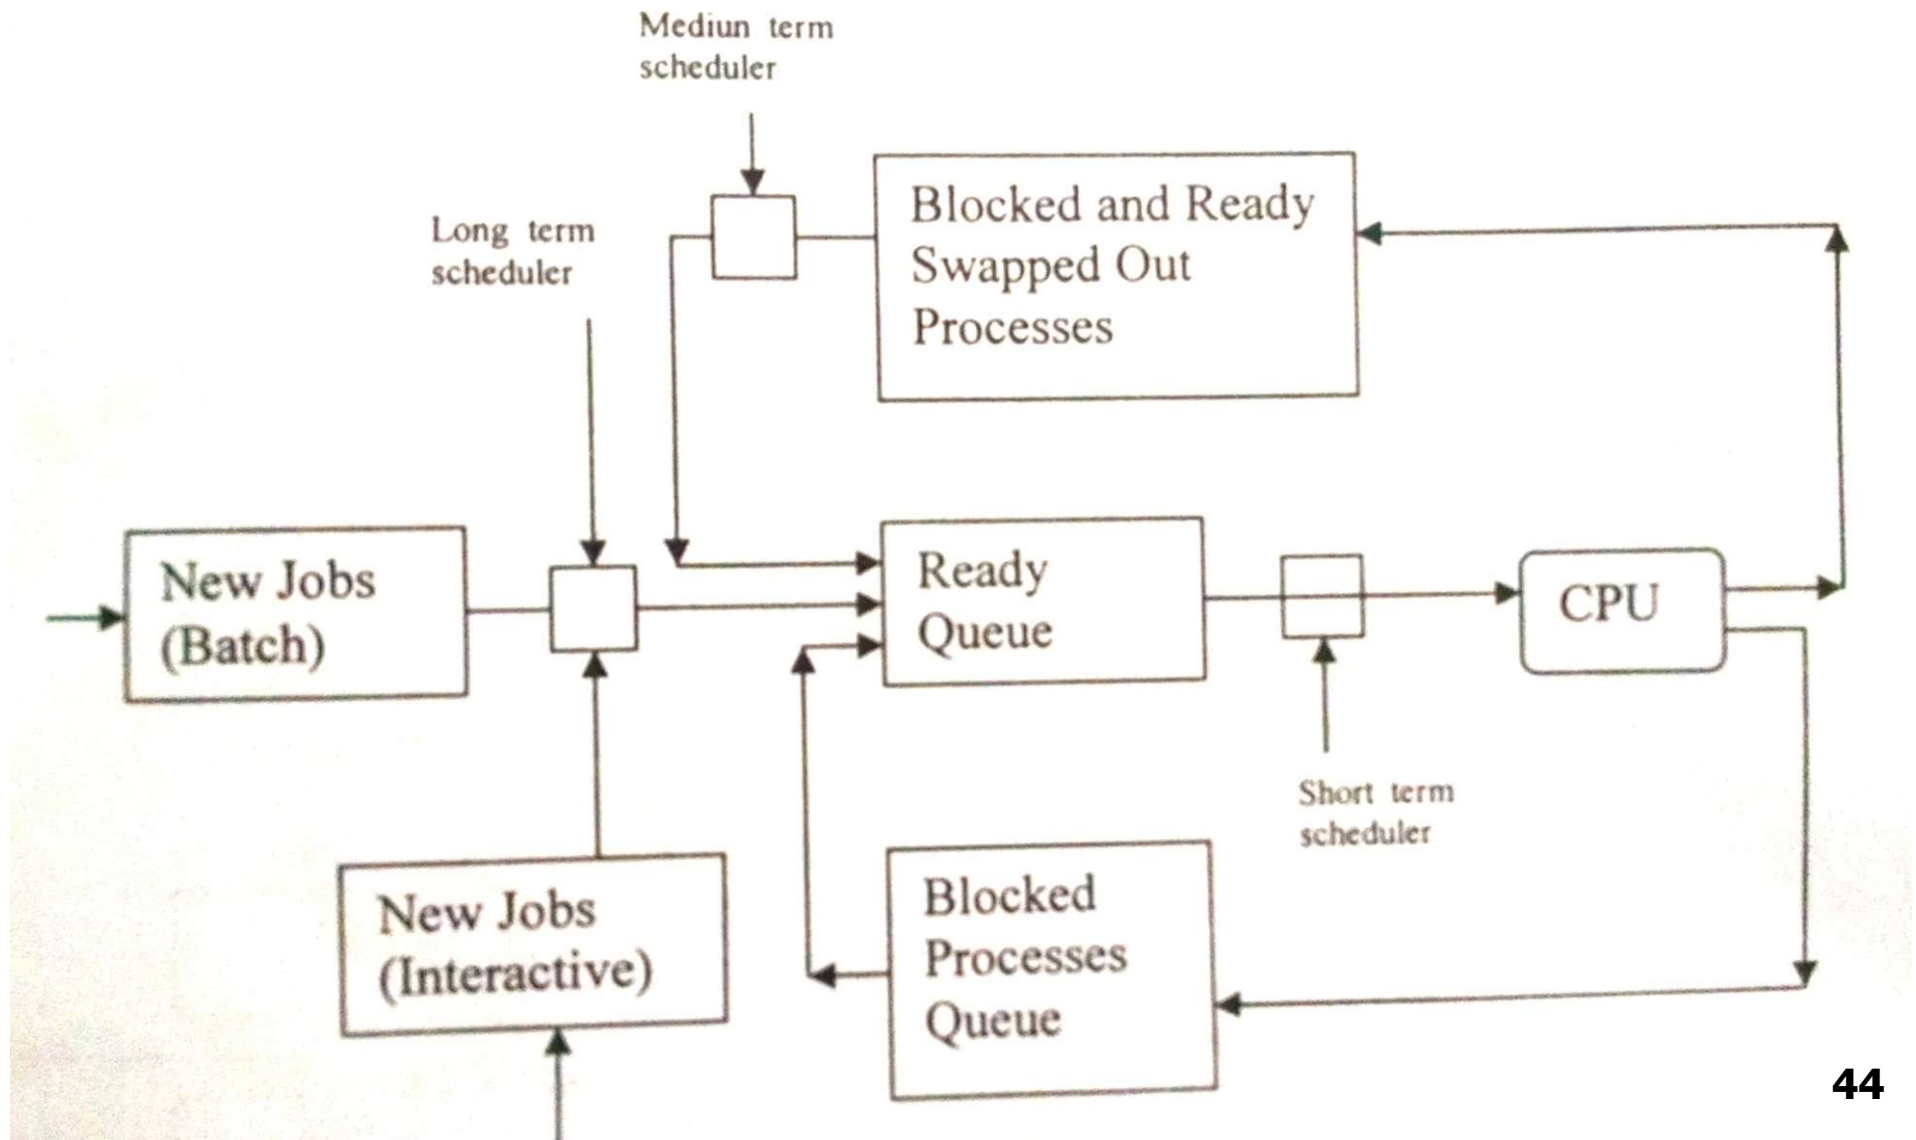 Mediun term
scheduler
Long term
scheduler
Blocked and Ready
Swapped Out
Processes
New Jobs
(Batch)
Ready
Queue
CPU
Short term
scheduler
New Jobs
(Interactive)
Blocked
Processes
Queue
44